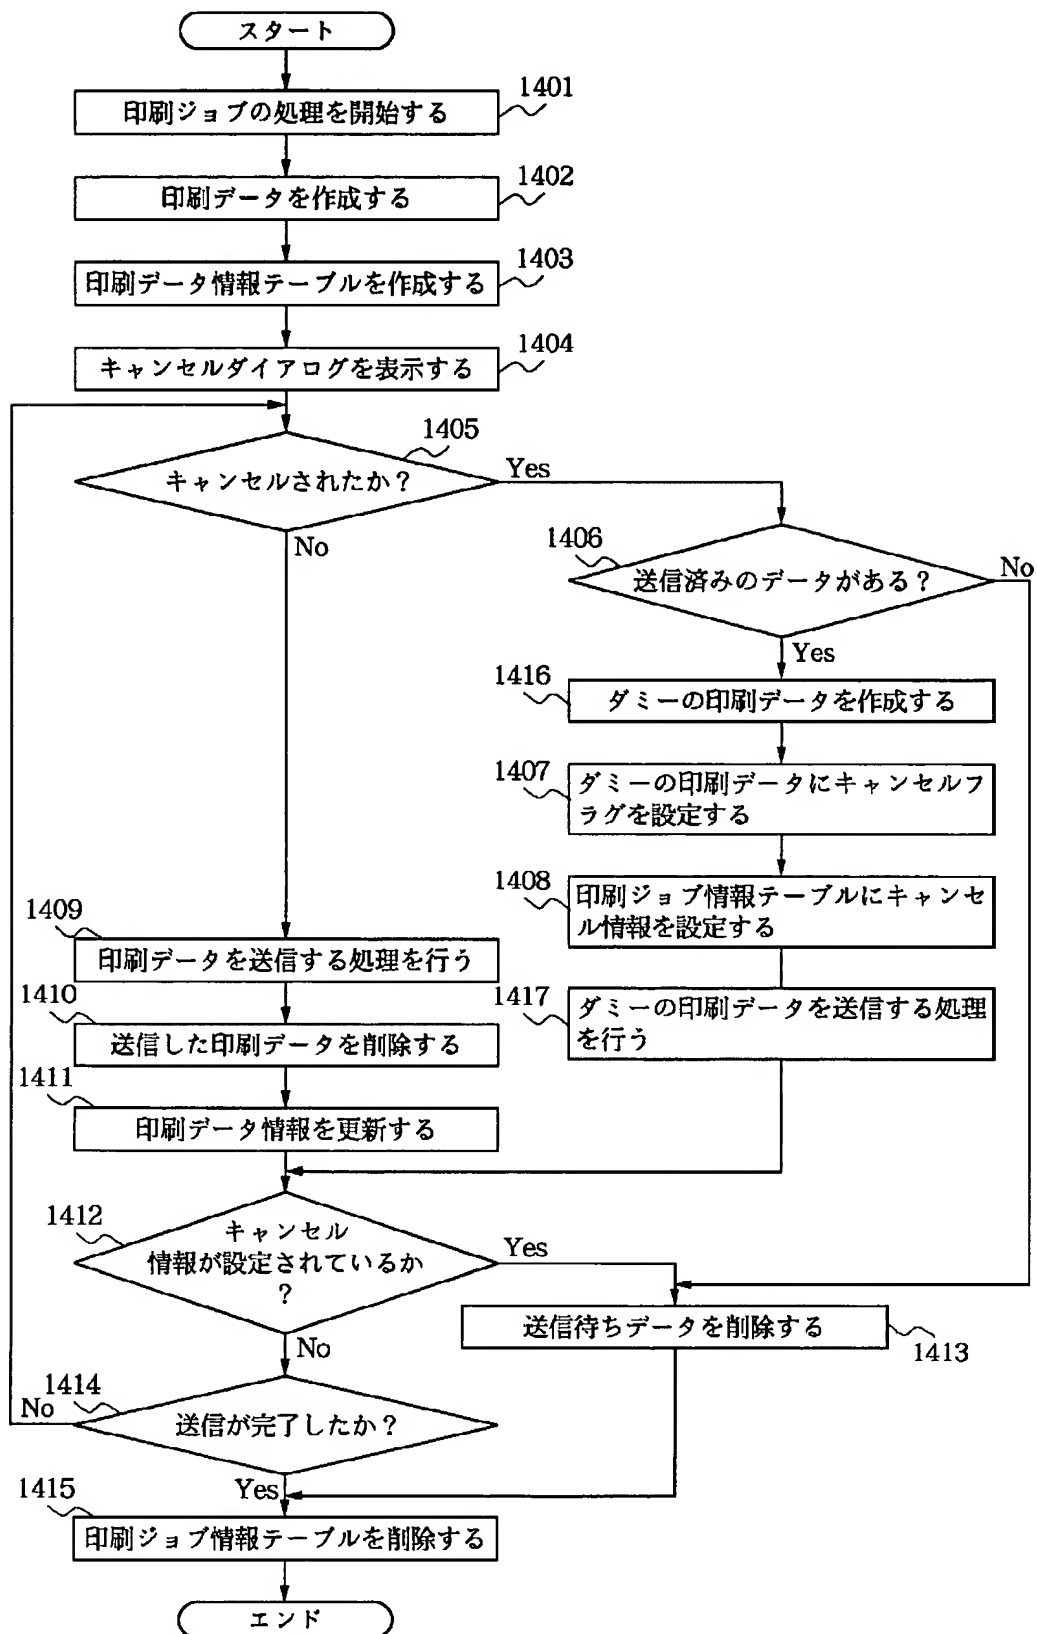 スタート
1401
印刷ジョブの処理を開始する
1402
印刷データを作成する
1403
印刷データ情報テーブルを作成する
1404
キャンセルダイアログを表示する
1405
キャンセルされたか?
Yes
No
1406
送信済みのデータがある?
No
Yes
1416
ダミーの印刷データを作成する
1407
ダミーの印刷データにキャンセルフ
ラグを設定する
1408
印刷ジョブ情報テーブルにキャンセ
ル情報を設定する
1409
印刷データを送信する処理を行う
1417
ダミーの印刷データを送信する処理
を行う
1410
送信した印刷データを削除する
1411
印刷データ情報を更新する
1412
キャンセル
情報が設定されているか
?
Yes
No
送信待ちデータを削除する
1413
1414
送信が完了したか?
No
Yes
1415
印刷ジョブ情報テーブルを削除する
エンド